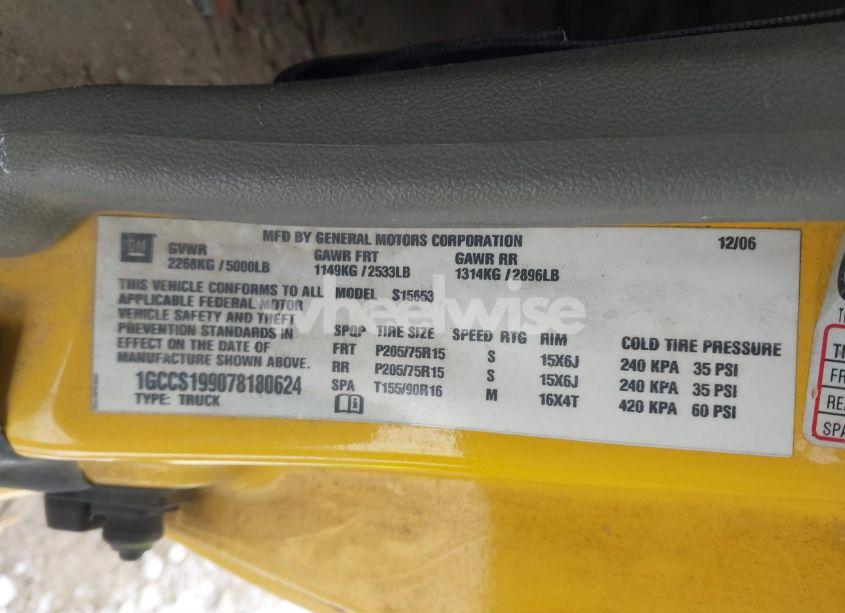 GM
MFD BY GENERAL MOTORS CORPORATION 12/06
GVWR GAWR FRT GAWR RR
2268KG / 5000LB 1149KG / 2533LB 1314KG / 2896LB
THIS VEHICLE CONFORMS TO ALL
APPLICABLE FEDERAL MOTOR
VEHICLE SAFETY AND THEFT
PREVENTION STANDARDS IN
EFFECT ON THE DATE OF
MANUFACTURE SHOWN ABOVE.
1GCCS199078180624
TYPE: TRUCK
MODEL S15653
SPQP TIRE SIZE SPEED RTG RIM COLD TIRE PRESSURE
FRT P205/75R15 S 15X6J 240 KPA 35 PSI
RR P205/75R15 S 15X6J 240 KPA 35 PSI
SPA T155/90R16 M 16X4T 420 KPA 60 PSI
wheelwise
TI
FR
RE
SPA